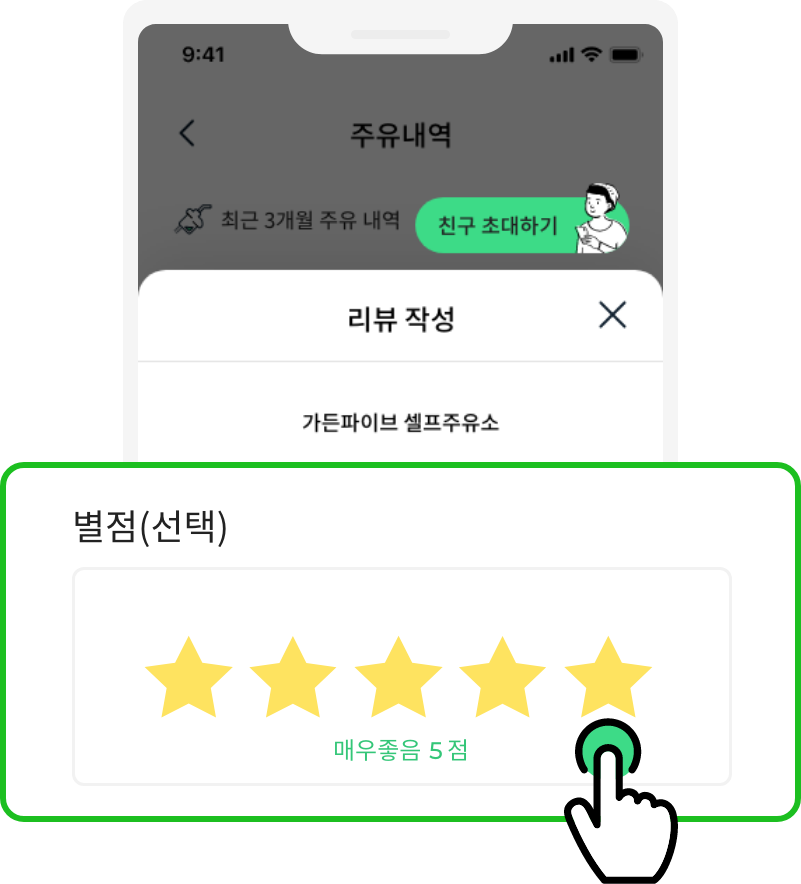 9:41
주유내역
최근 3개월 주유 내역
친구 초대하기
리뷰 작성
가든파이브 셀프주유소
별점(선택)
매우좋음 5 점